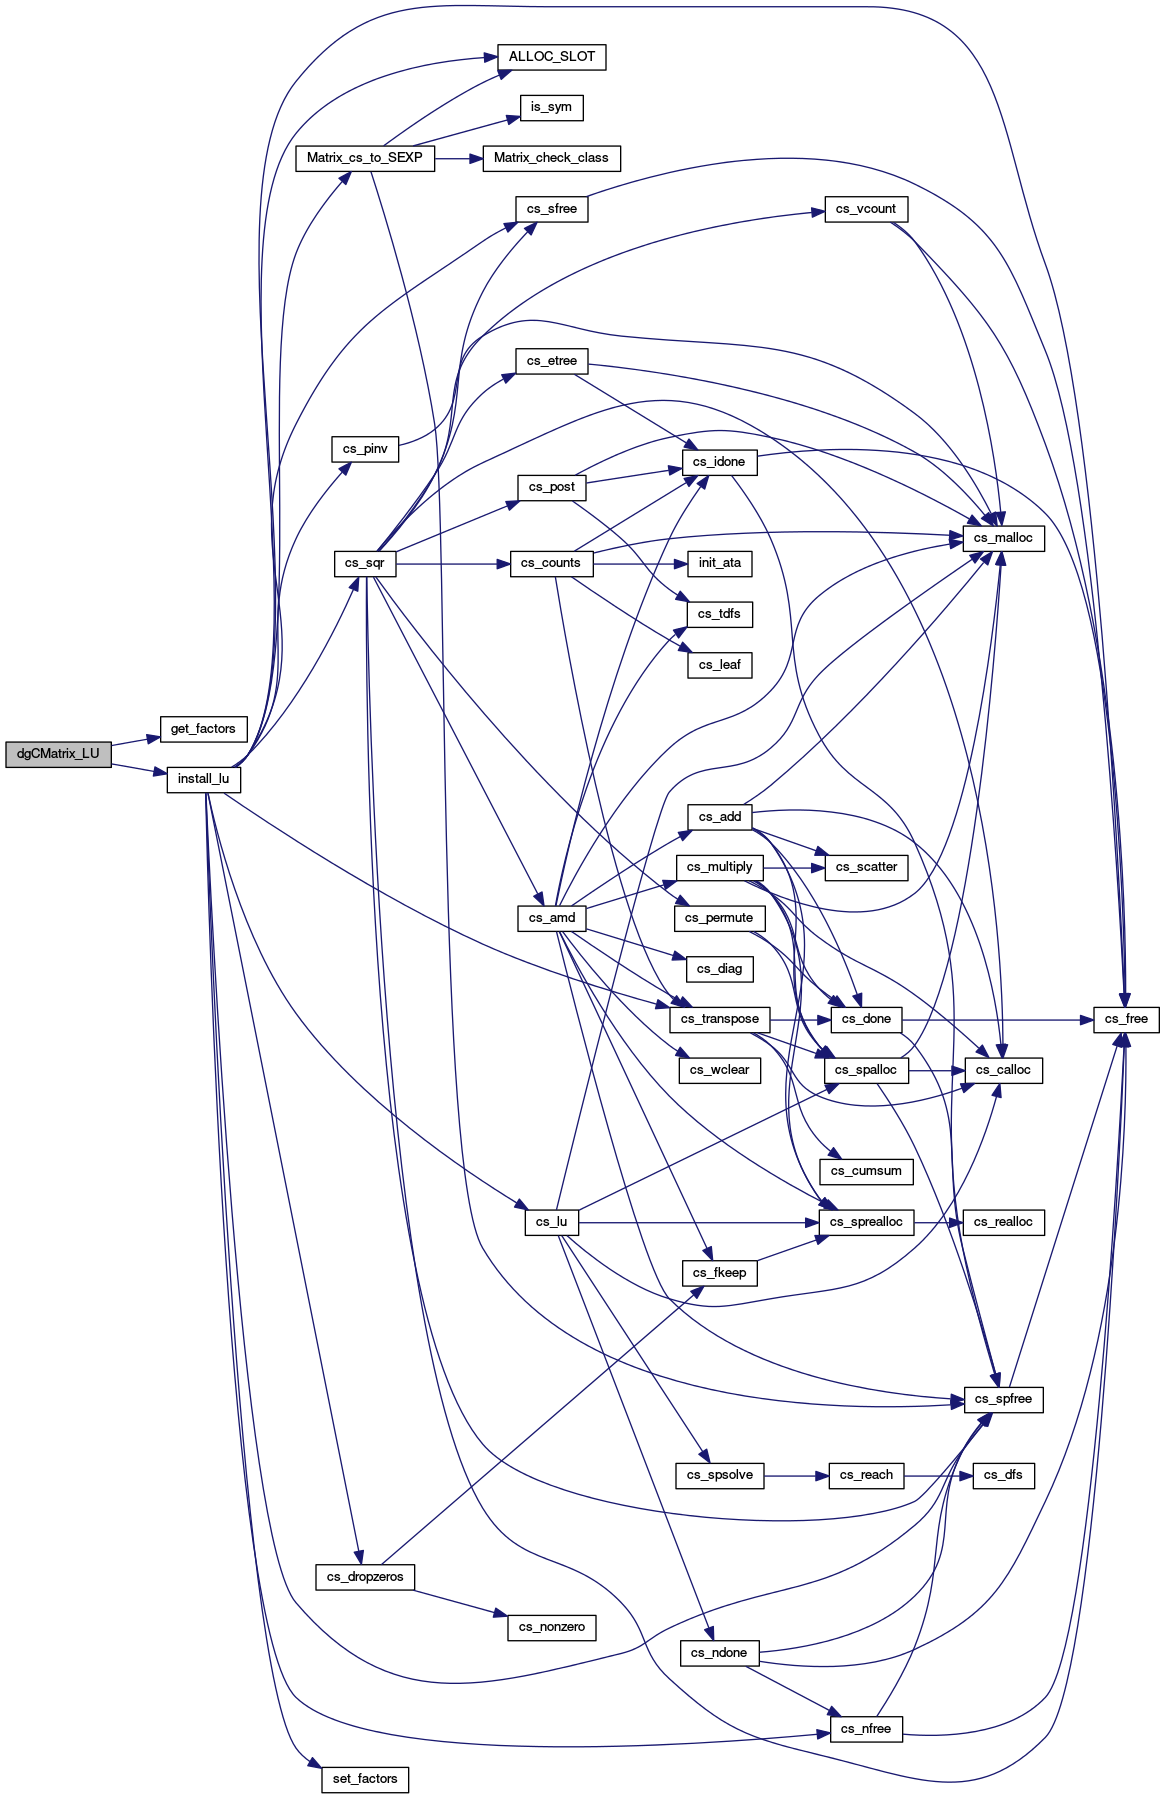 ALLOC_SLOT
is_sym
Matrix_cs_to_SEXP
Matrix_check_class
cs_sfree
cs_vcount
cs_etree
cs_pinv
cs_idone
cs_post
cs_malloc
cs_sqr
cs_counts
init_ata
cs_tdfs
cs_leaf
get_factors
dgCMatrix_LU
install_lu
cs_add
cs_multiply
cs_scatter
cs_amd
cs_permute
cs_diag
cs_transpose
cs_done
cs_free
cs_wclear
cs_spalloc
cs_calloc
cs_cumsum
cs_lu
cs_sprealloc
cs_realloc
cs_fkeep
cs_spfree
cs_spsolve
cs_reach
cs_dfs
cs_dropzeros
cs_nonzero
cs_ndone
cs_nfree
set_factors